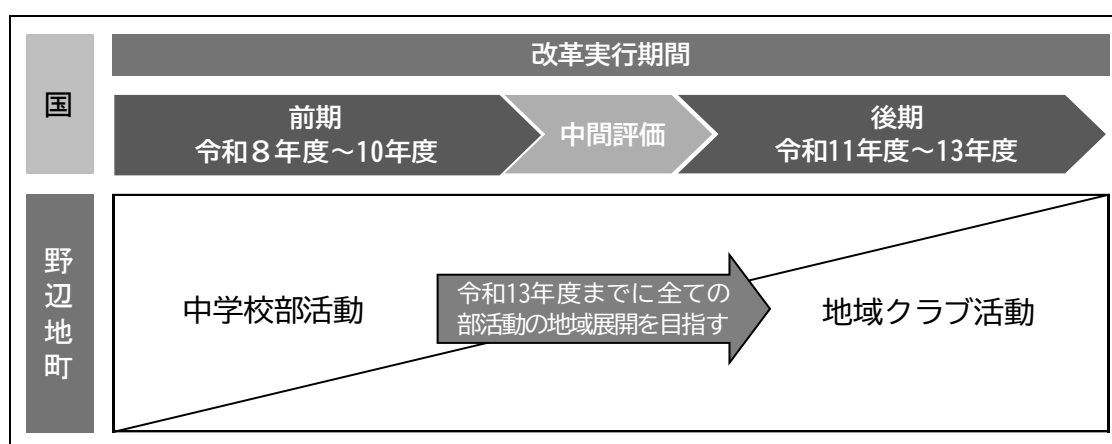 国
改革実行期間
前期
令和８年度～10年度
中間評価
後期
令和11年度～13年度
野辺地町
中学校部活動
令和13年度までに全ての
部活動の地域展開を目指す
地域クラブ活動